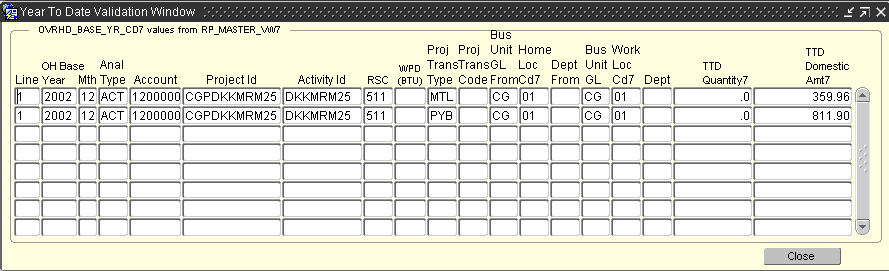 Year To Date Validation Window
OVRHD_BASE_YR_CD7 values from RP_MASTER_VW7
Line OH Base Year Mth Anal Type Account Project Id Activity Id RSC WPD (BTU) Proj Trans Type Proj Trans Code Bus Unit GL From Home Loc Cd7 Dept From Bus Unit GL Work Loc Cd7 Dept TTD Quantity7 TTD Domestic Amt7
1 2002 12 ACT 1200000 CGPDKKMRM25 DKKMRM25 511 MTL CG 01 CG 01 .0 359.96
1 2002 12 ACT 1200000 CGPDKKMRM25 DKKMRM25 511 PYB CG 01 CG 01 .0 811.90
Close